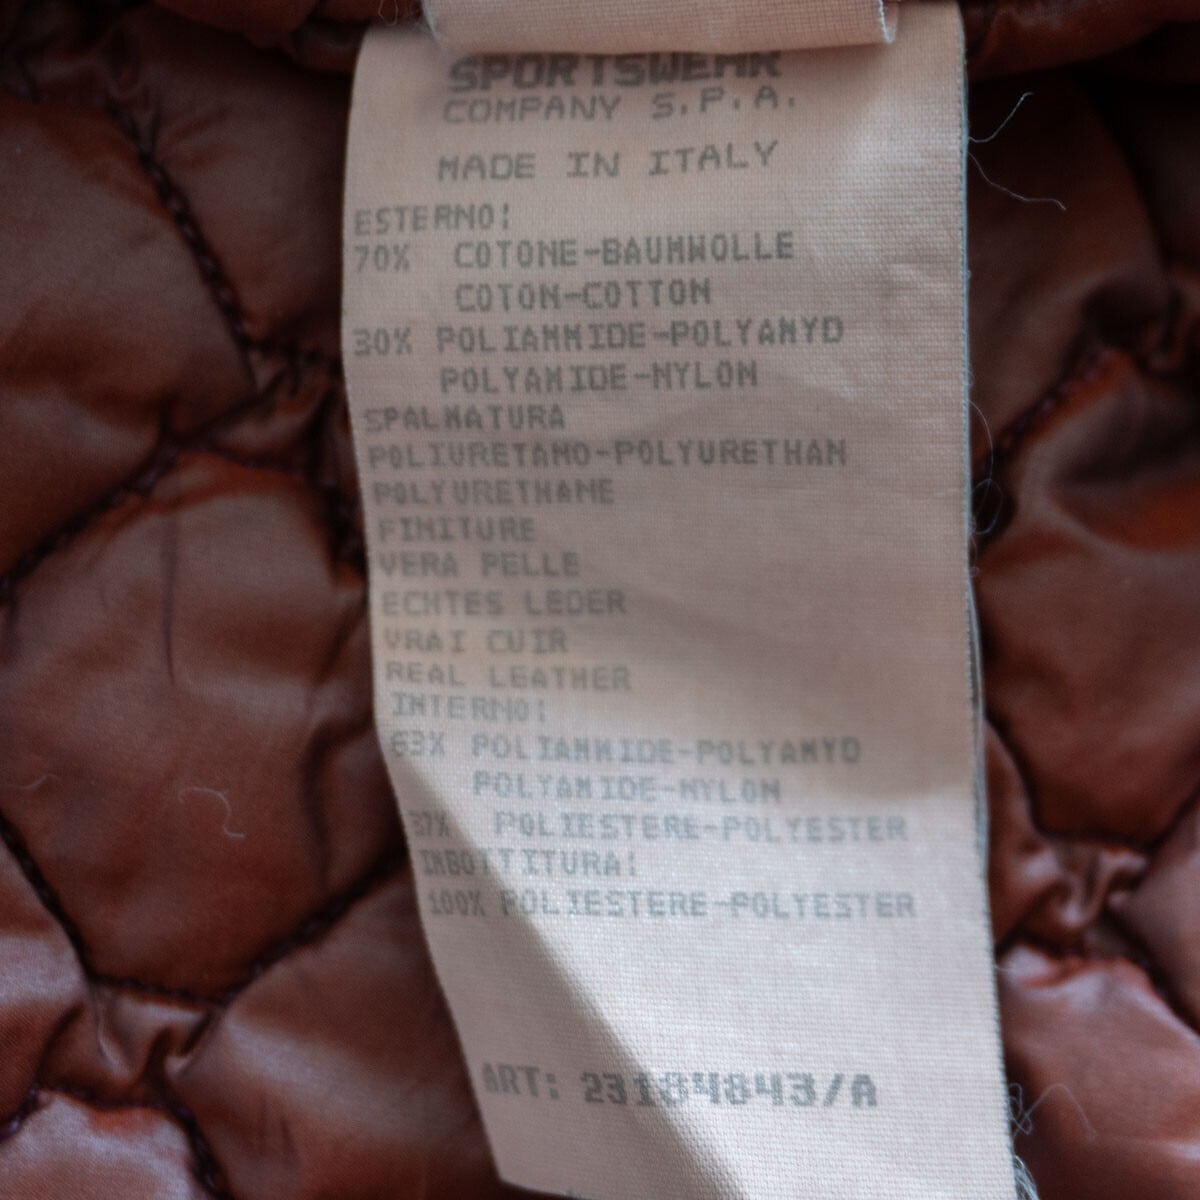 SPORTSWEAR
COMPANY S.P.A.
MADE IN ITALY
ESTERNO:
70% COTONE-BAUMWOLLE
COTON-COTTON
30% POLIAMMIDE-POLYAMYD
POLYAMIDE-NYLON
SPALMATURA
POLIURETANO-POLYURETHAN
POLYURETHANE
FINITURE
VERA PELLE
ECHTES LEDER
VRAI CUIR
REAL LEATHER
INTERNO:
63% POLIAMMIDE-POLYAMYD
POLYAMIDE-NYLON
37% POLIESTERE-POLYESTER
IMBOTTITURA:
100% POLIESTERE-POLYESTER
ART: 23184843/A